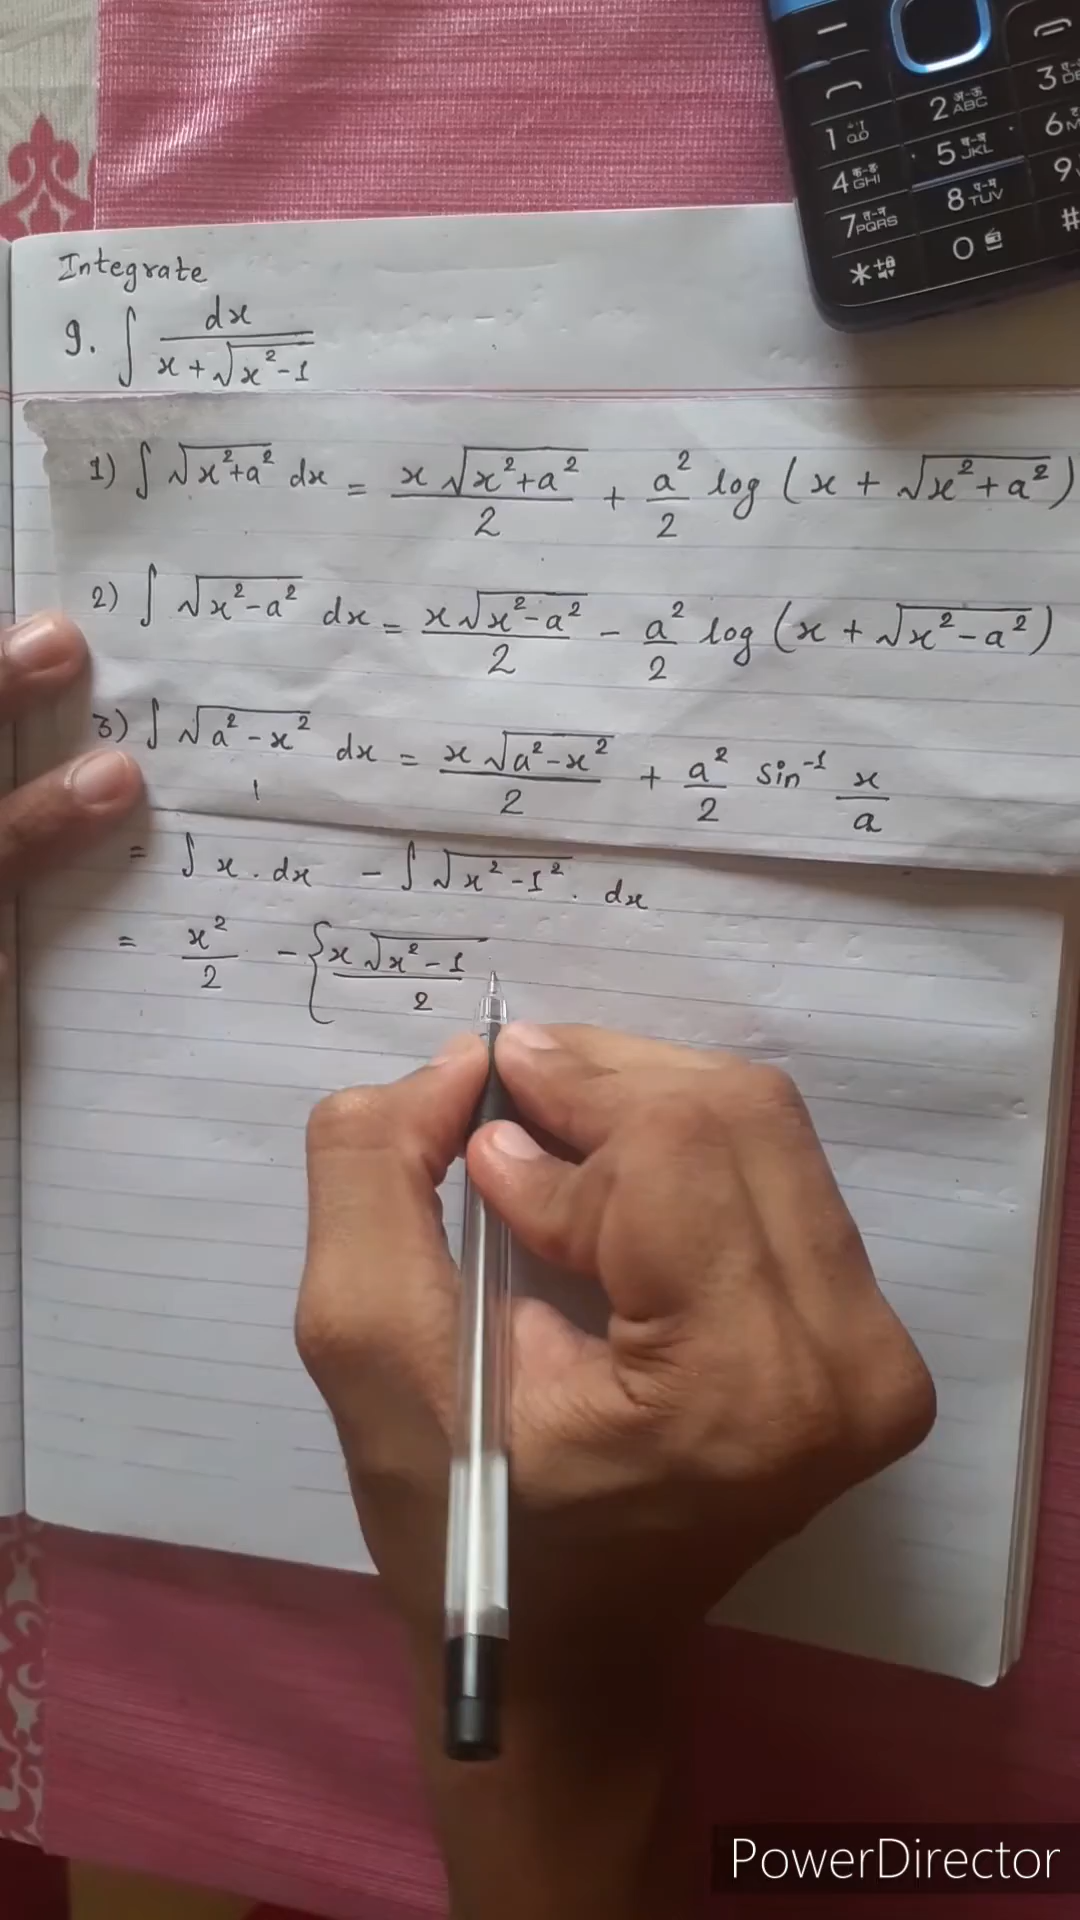 Integrate
9. ∫ dx / (x + √(x² - 1))
1) ∫ √(x² + a²) dx = x √(x² + a²) / 2 + a²/2 log (x + √(x² + a²))
2) ∫ √(x² - a²) dx = x √(x² - a²) / 2 - a²/2 log (x + √(x² - a²))
3) ∫ √(a² - x²) dx = x √(a² - x²) / 2 + a²/2 sin⁻¹ x/a
= ∫ x . dx - ∫ √(x² - 1²) . dx
= x²/2 - { x √(x² - 1) / 2
1
2 ABC
3
4 GHI
5 JKL
6
7 PQRS
8 TUV
9
*
0
#
PowerDirector